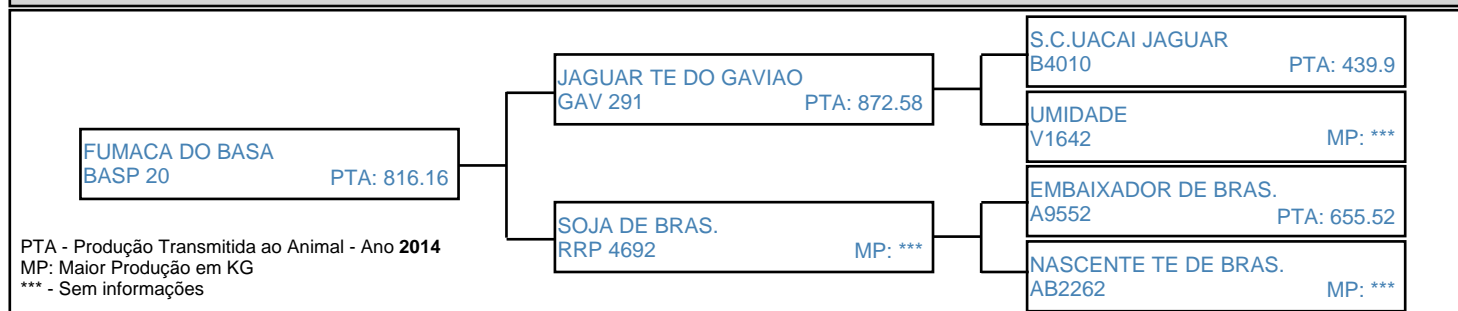 S.C.UACAI JAGUAR
B4010 PTA: 439.9
JAGUAR TE DO GAVIAO
GAV 291 PTA: 872.58
UMIDADE
V1642 MP: ***
FUMACA DO BASA
BASP 20 PTA: 816.16
EMBAIXADOR DE BRAS.
A9552 PTA: 655.52
SOJA DE BRAS.
RRP 4692 MP: ***
NASCENTE TE DE BRAS.
AB2262 MP: ***
PTA - Produção Transmitida ao Animal - Ano 2014
MP: Maior Produção em KG
*** - Sem informações